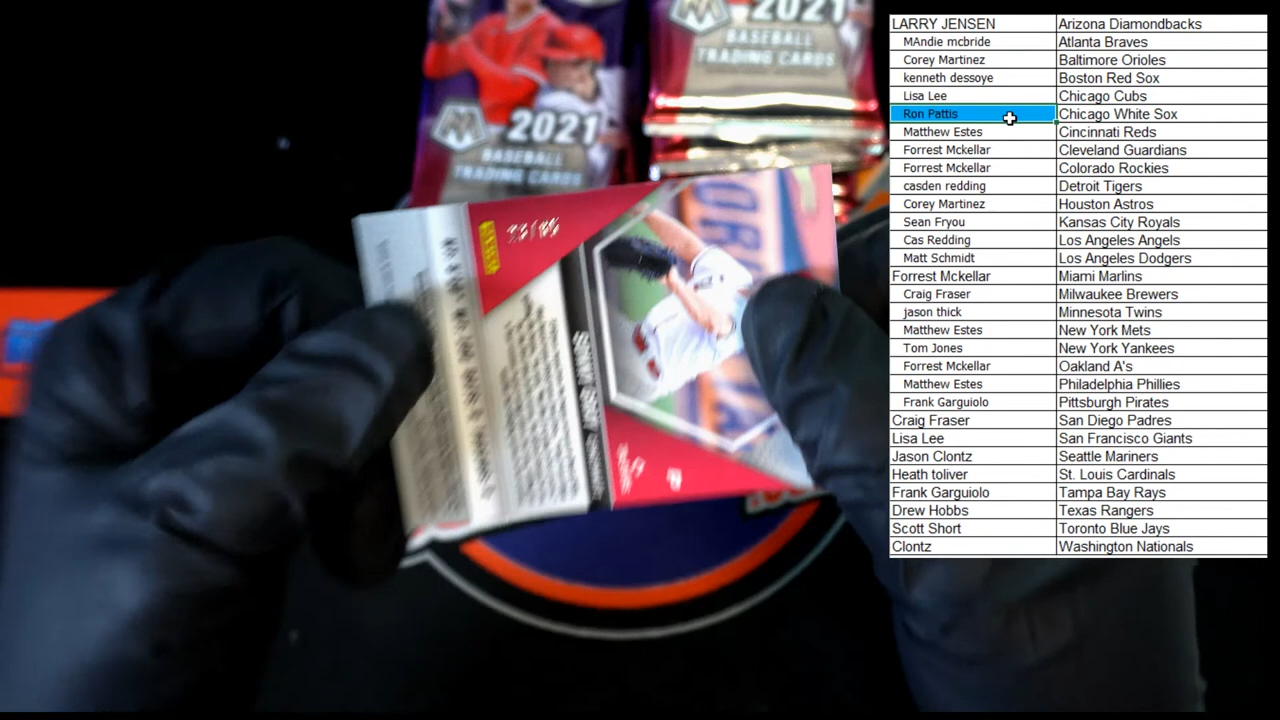 2021
BASEBALL
TRADING CARDS
2021
BASEBALL
TRADING CARDS
LARRY JENSEN Arizona Diamondbacks
MAndie mcbride Atlanta Braves
Corey Martinez Baltimore Orioles
kenneth dessoye Boston Red Sox
Lisa Lee Chicago Cubs
Ron Pattis Chicago White Sox
Matthew Estes Cincinnati Reds
Forrest Mckellar Cleveland Guardians
Forrest Mckellar Colorado Rockies
casden redding Detroit Tigers
Corey Martinez Houston Astros
Sean Fryou Kansas City Royals
Cas Redding Los Angeles Angels
Matt Schmidt Los Angeles Dodgers
Forrest Mckellar Miami Marlins
Craig Fraser Milwaukee Brewers
jason thick Minnesota Twins
Matthew Estes New York Mets
Tom Jones New York Yankees
Forrest Mckellar Oakland A's
Matthew Estes Philadelphia Phillies
Frank Garguiolo Pittsburgh Pirates
Craig Fraser San Diego Padres
Lisa Lee San Francisco Giants
Jason Clontz Seattle Mariners
Heath toliver St. Louis Cardinals
Frank Garguiolo Tampa Bay Rays
Drew Hobbs Texas Rangers
Scott Short Toronto Blue Jays
Clontz Washington Nationals